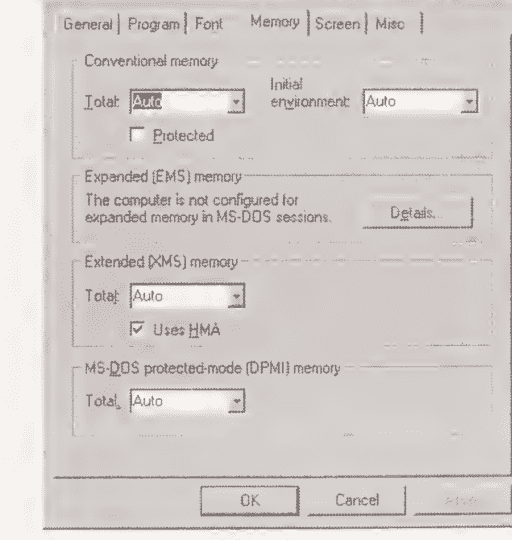 General Program Font Memory Screen Misc
Conventional memory
Total: Auto Initial environment: Auto
Protected
Expanded (EMS) memory
The computer is not configured for
expanded memory in MS-DOS sessions.
Details..
Extended (XMS) memory
Total: Auto
Uses HMA
MS-DOS protected-mode (DPMI) memory
Total: Auto
OK Cancel